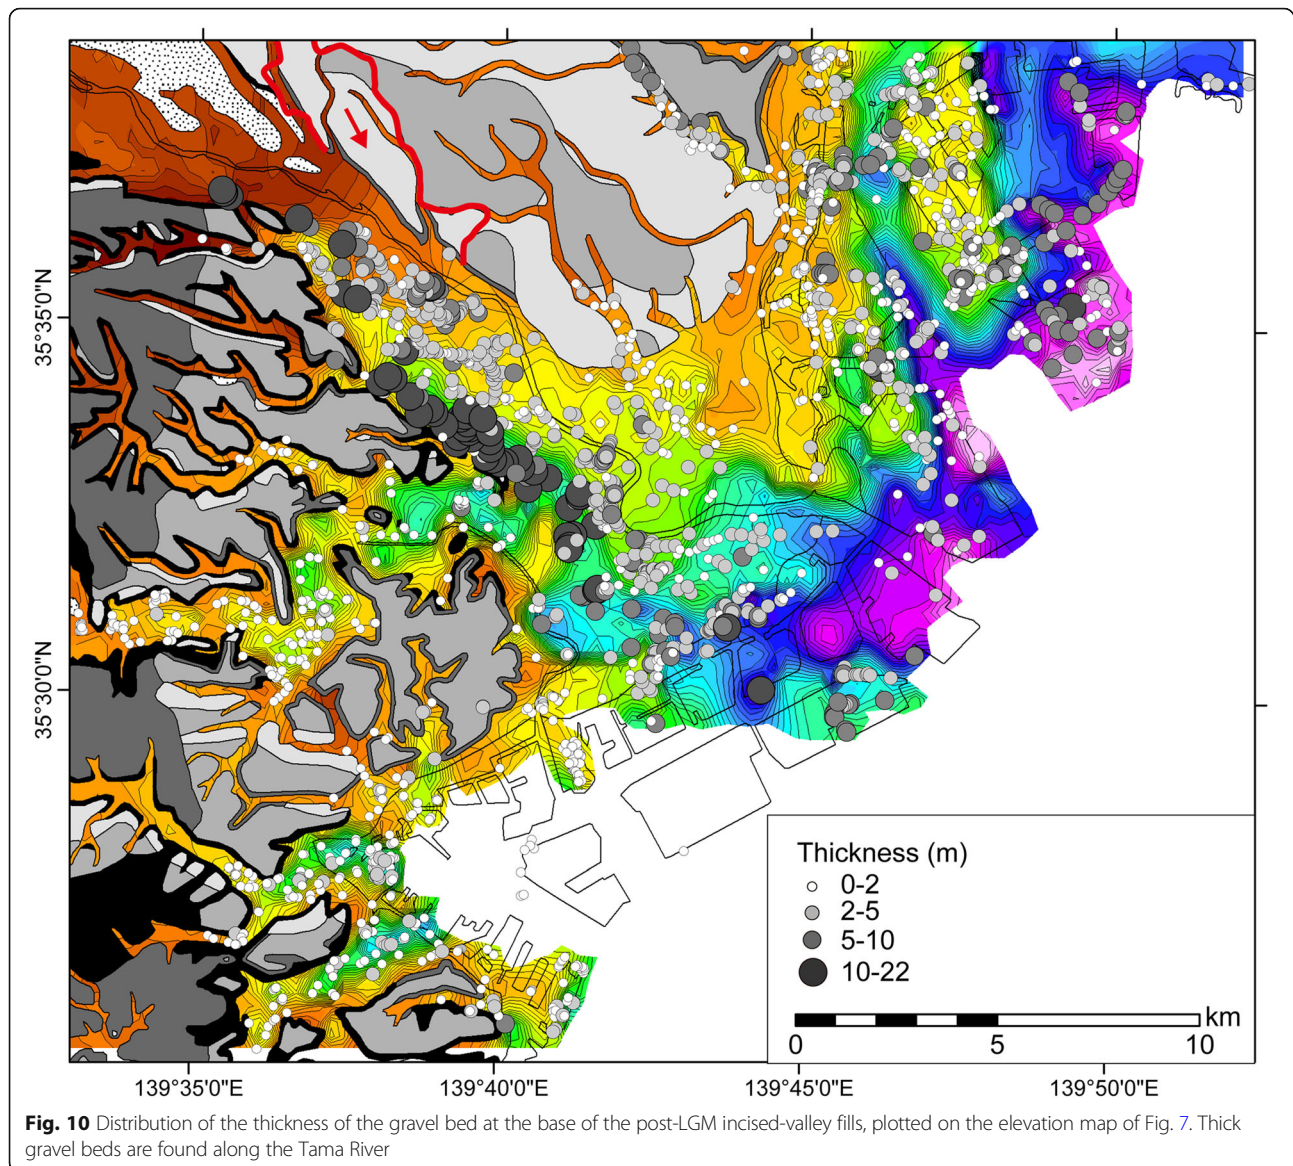 35°35'0"N
35°30'0"N
Thickness (m)
0-2
2-5
5-10
10-22
km
0 5 10
139°35'0"E 139°40'0"E 139°45'0"E 139°50'0"E
Fig. 10 Distribution of the thickness of the gravel bed at the base of the post-LGM incised-valley fills, plotted on the elevation map of Fig. 7. Thick
gravel beds are found along the Tama River